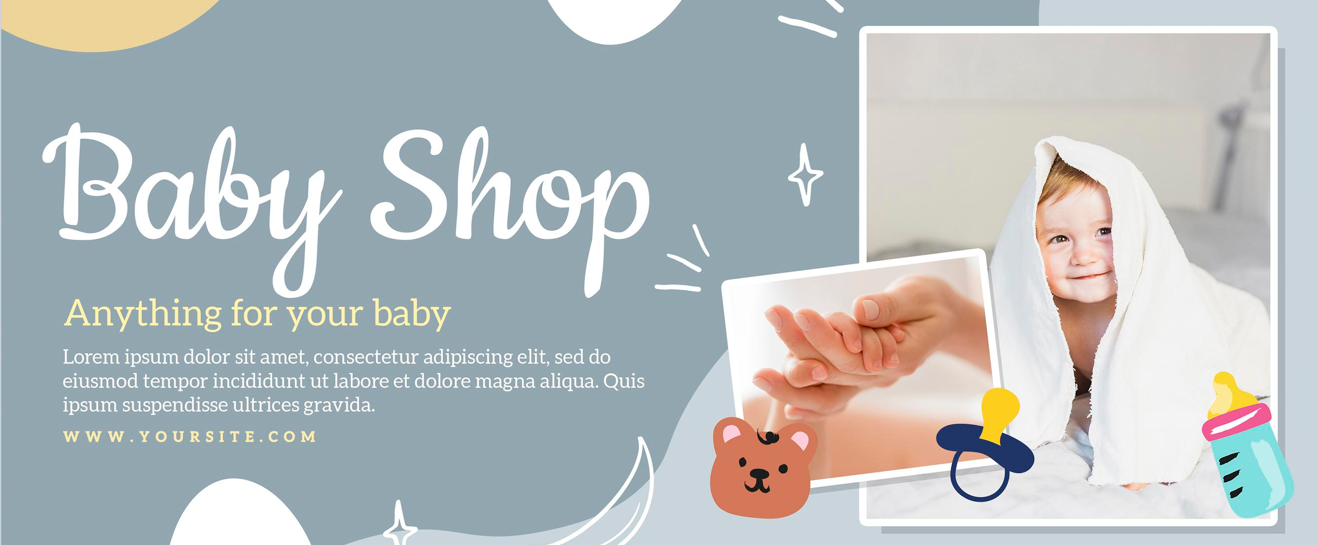 Baby Shop
Anything for your baby
Lorem ipsum dolor sit amet, consectetur adipiscing elit, sed do
eiusmod tempor incididunt ut labore et dolore magna aliqua. Quis
ipsum suspendisse ultrices gravida.
WWW.YOURSITE.COM